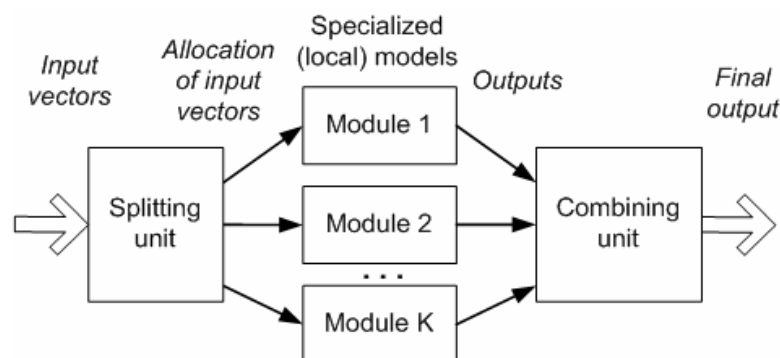 Input
vectors
Allocation
of input
vectors
Specialized
(local) models
Outputs
Final
output
Splitting
unit
Module 1
Module 2
. . .
Module K
Combining
unit